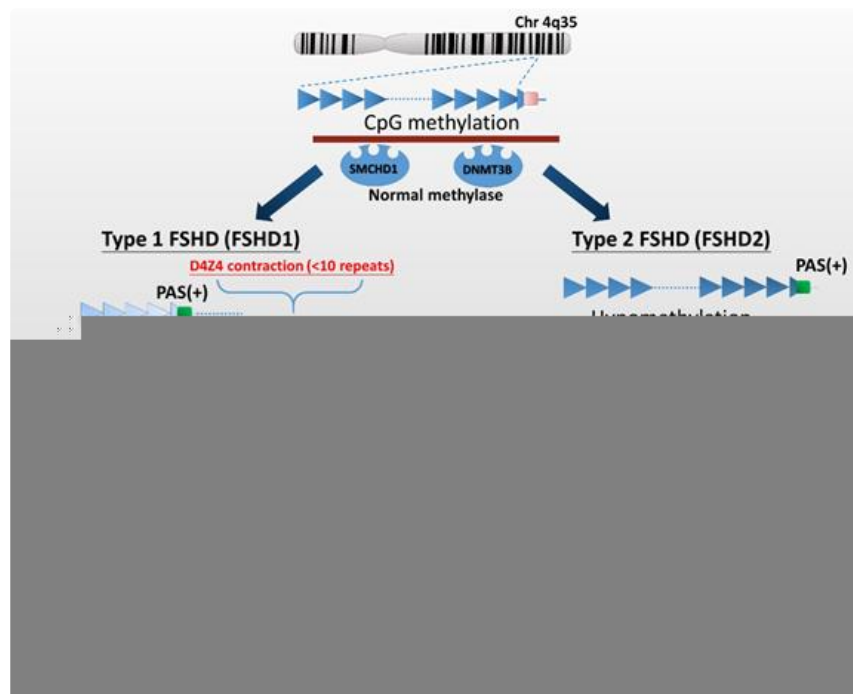 Chr 4q35
CpG methylation
SMCHD1
DNMT3B
Normal methylase
Type 1 FSHD (FSHD1)
D4Z4 contraction (<10 repeats)
PAS(+)
Type 2 FSHD (FSHD2)
PAS(+)